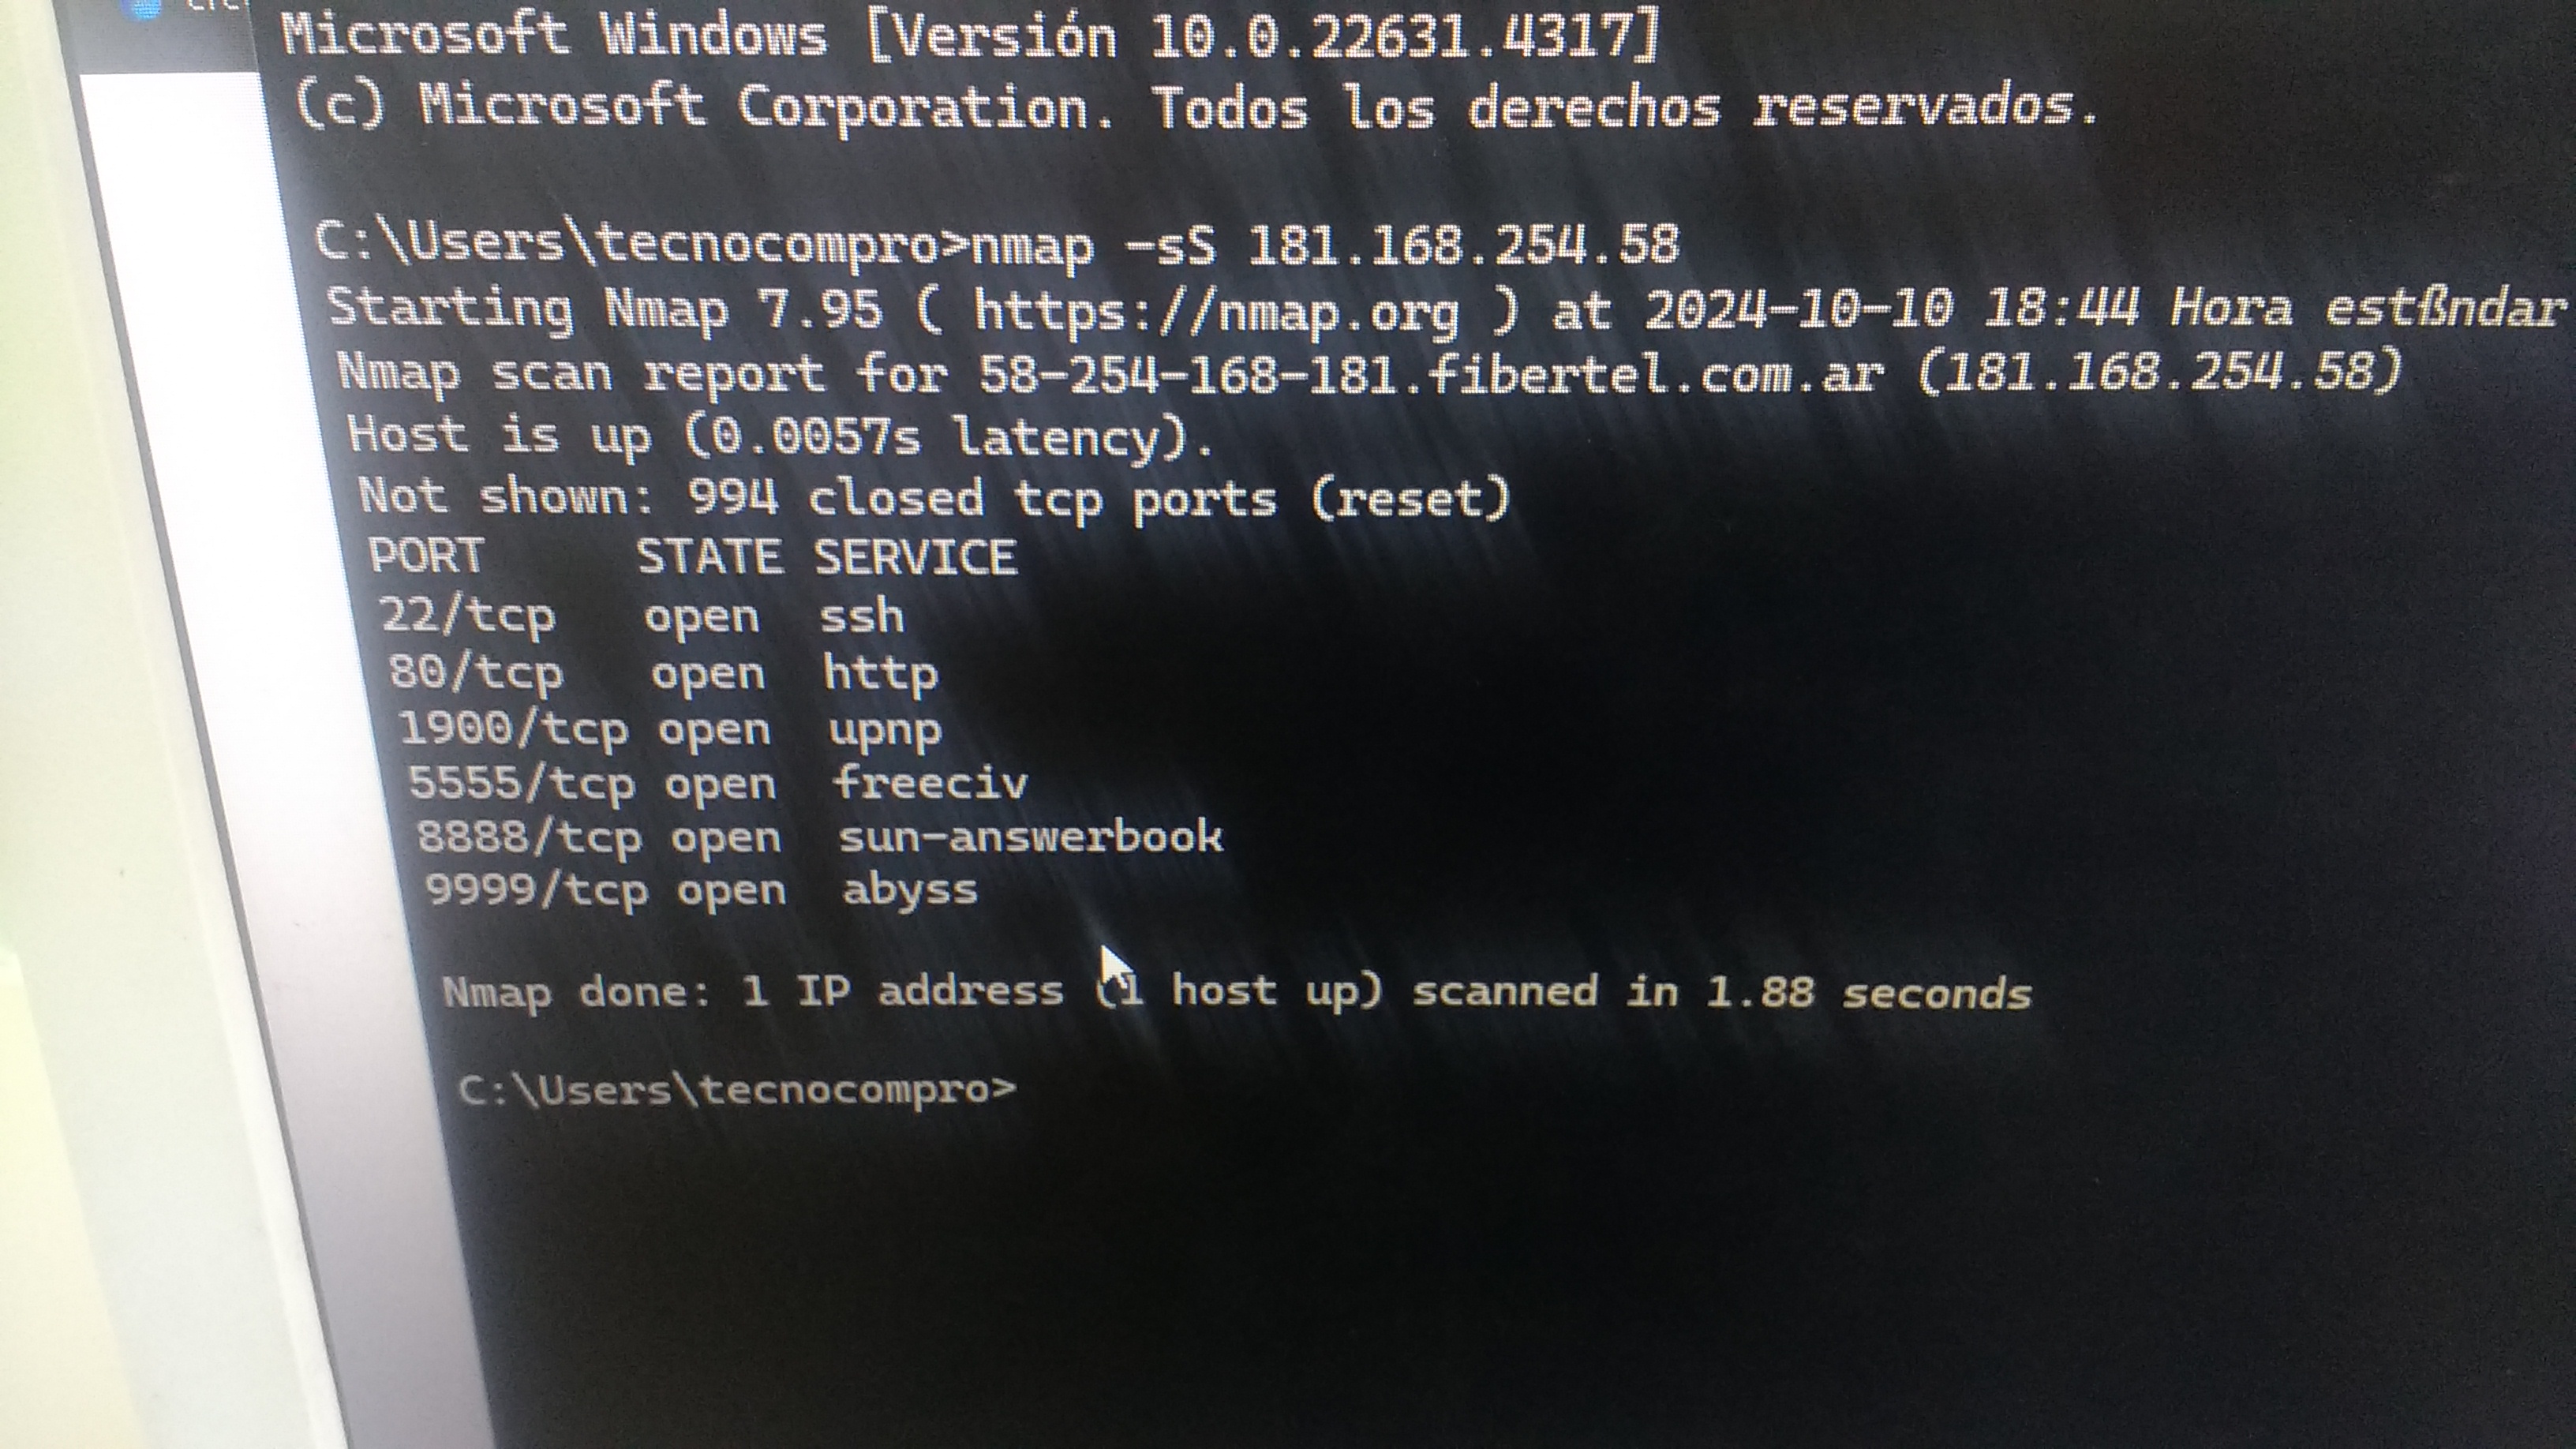 Microsoft Windows [Versión 10.0.22631.4317]
(c) Microsoft Corporation. Todos los derechos reservados.
C:\Users\tecnocompro>nmap -sS 181.168.254.58
Starting Nmap 7.95 ( https://nmap.org ) at 2024-10-10 18:44 Hora estßndar
Nmap scan report for 58-254-168-181.fibertel.com.ar (181.168.254.58)
Host is up (0.0057s latency).
Not shown: 994 closed tcp ports (reset)
PORT STATE SERVICE
22/tcp open ssh
80/tcp open http
1900/tcp open upnp
5555/tcp open freeciv
8888/tcp open sun-answerbook
9999/tcp open abyss
Nmap done: 1 IP address (1 host up) scanned in 1.88 seconds
C:\Users\tecnocompro>